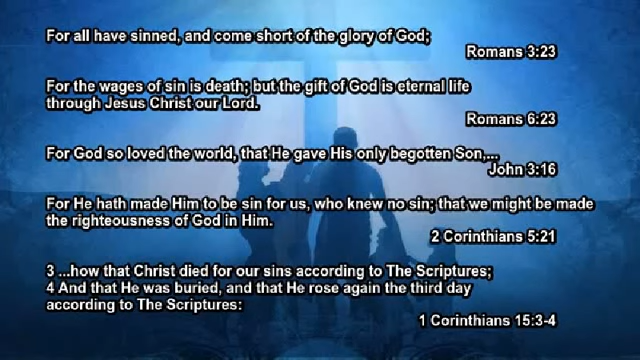 For all have sinned, and come short of the glory of God;
Romans 3:23
For the wages of sin is death; but the gift of God is eternal life
through Jesus Christ our Lord.
Romans 6:23
For God so loved the world, that He gave His only begotten Son,...
John 3:16
For He hath made Him to be sin for us, who knew no sin; that we might be made
the righteousness of God in Him.
2 Corinthians 5:21
3 ...how that Christ died for our sins according to The Scriptures;
4 And that He was buried, and that He rose again the third day
according to The Scriptures:
1 Corinthians 15:3-4